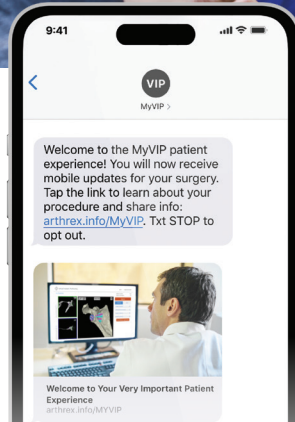 9:41
VIP
MyVIP >
Welcome to the MyVIP patient
experience! You will now receive
mobile updates for your surgery.
Tap the link to learn about your
procedure and share info:
arthrex.info/MyVIP. Txt STOP to
opt out.
Welcome to Your Very Important Patient
Experience
arthrex.info/MYVIP